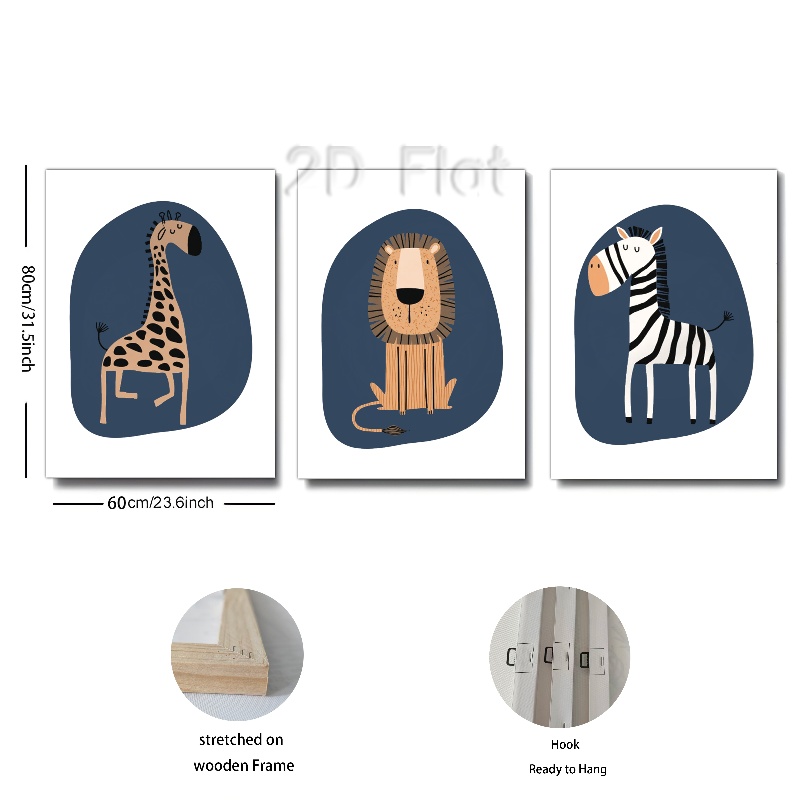 2D Flat
80cm/31.5inch
60cm/23.6inch
stretched on
wooden Frame
Hook
Ready to Hang